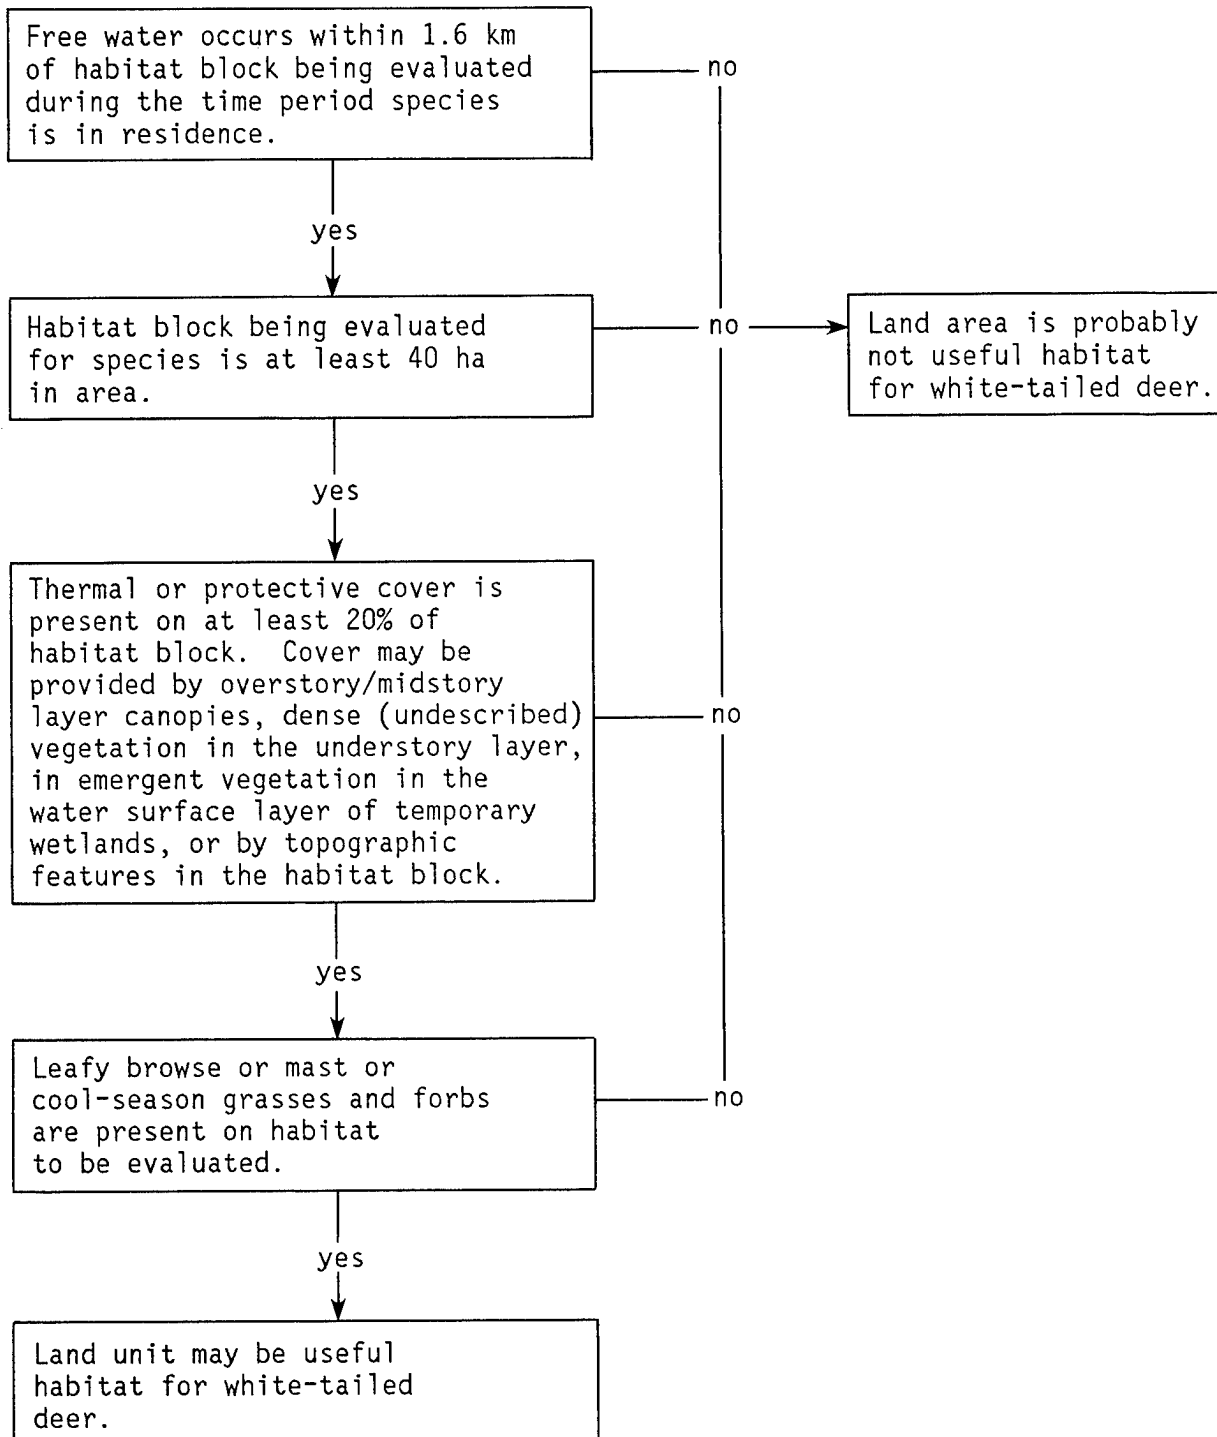 Free water occurs within 1.6 km
of habitat block being evaluated
during the time period species
is in residence.
no
yes
Habitat block being evaluated
for species is at least 40 ha
in area.
no
Land area is probably
not useful habitat
for white-tailed deer.
yes
Thermal or protective cover is
present on at least 20% of
habitat block.  Cover may be
provided by overstory/midstory
layer canopies, dense (undescribed)
vegetation in the understory layer,
in emergent vegetation in the
water surface layer of temporary
wetlands, or by topographic
features in the habitat block.
no
yes
Leafy browse or mast or
cool-season grasses and forbs
are present on habitat
to be evaluated.
no
yes
Land unit may be useful
habitat for white-tailed
deer.